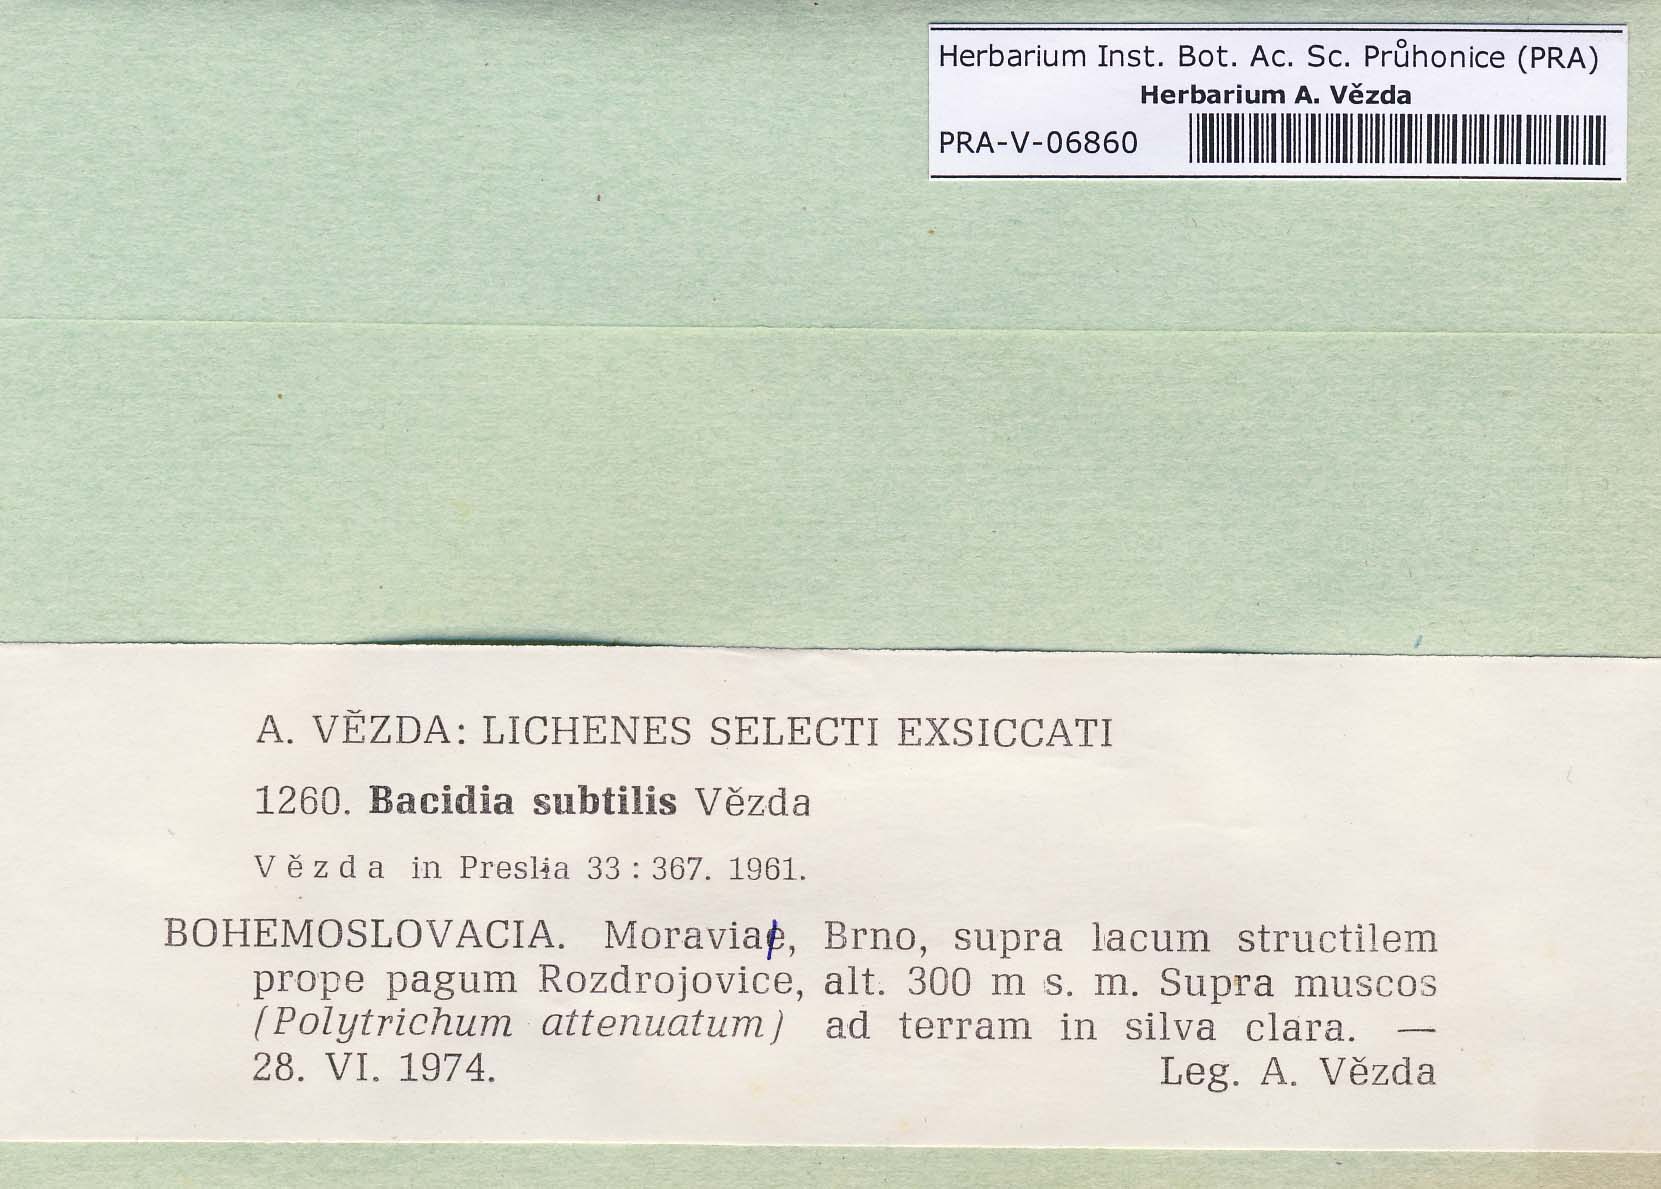 Herbarium Inst. Bot. Ac. Sc. Průhonice (PRA)
Herbarium A. Vězda
PRA-V-06860
A. VĚZDA: LICHENES SELECTI EXSICCATI
1260. Bacidia subtilis Vězda
Vězda in Preslia 33 : 367. 1961.
BOHEMOSLOVACIA. Moravia, Brno, supra lacum structilem
prope pagum Rozdrojovice, alt. 300 m s. m. Supra muscos
(Polytrichum attenuatum) ad terram in silva clara. —
28. VI. 1974. Leg. A. Vězda